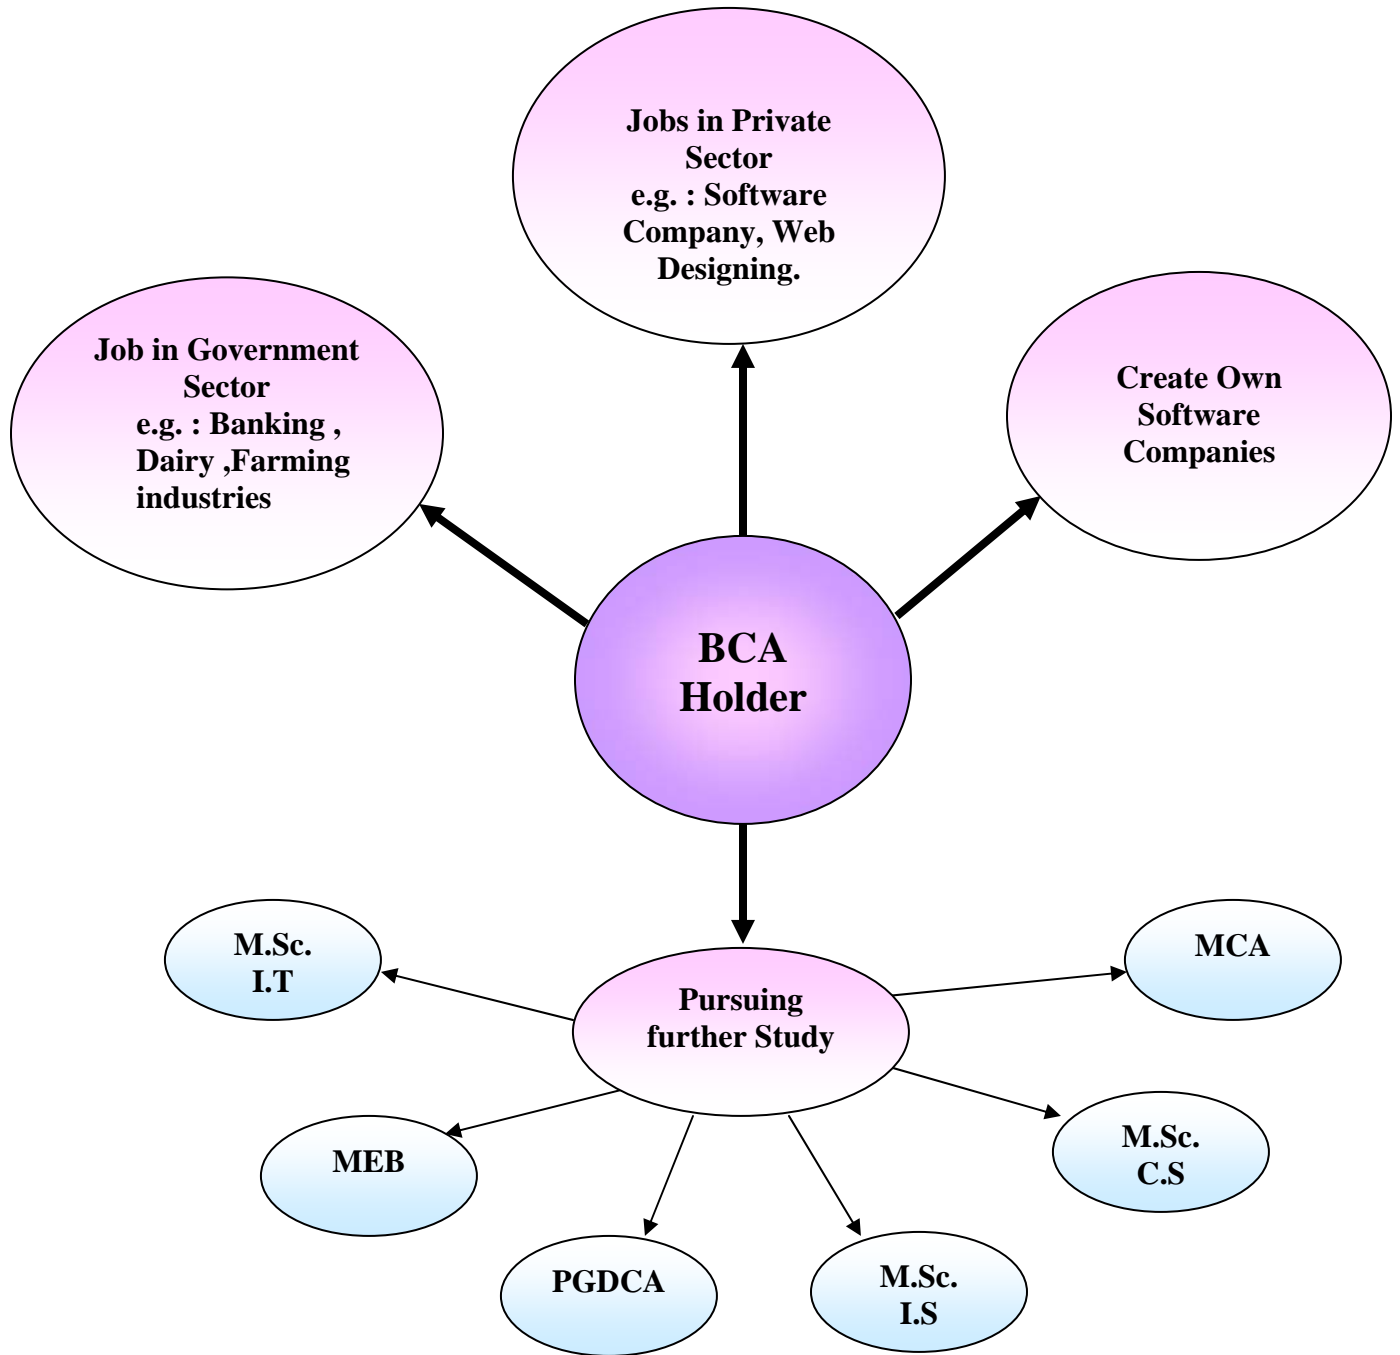 Jobs in Private
Sector
e.g. : Software
Company, Web
Designing.
Job in Government
Sector
e.g. : Banking ,
Dairy ,Farming
industries
Create Own
Software
Companies
BCA
Holder
Pursuing
further Study
M.Sc.
I.T
MCA
MEB
M.Sc.
C.S
PGDCA
M.Sc.
I.S